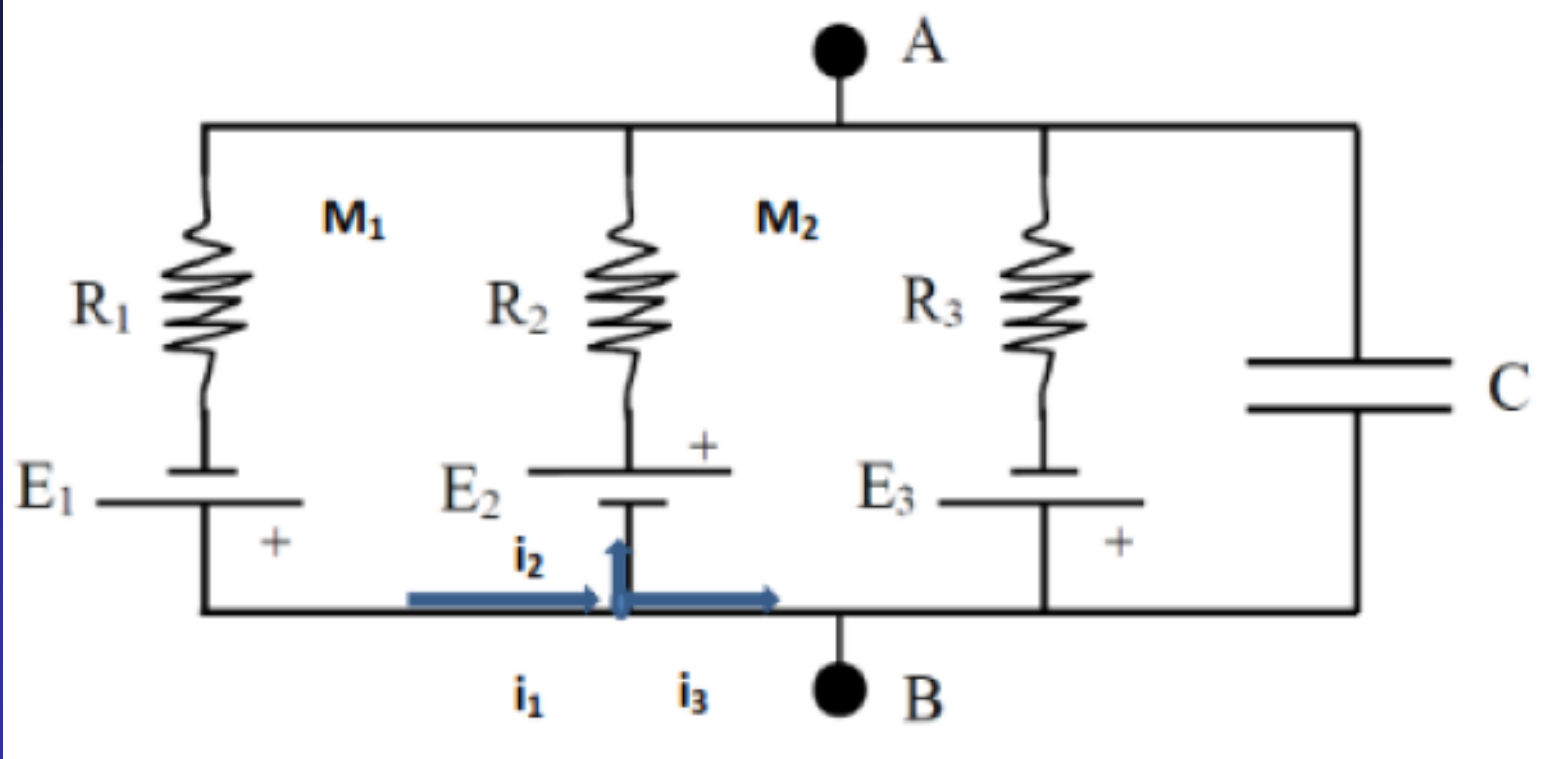 A
M₁
M₂
R₁
R₂
R₃
C
E₁
+
E₂
+
E₃
+
i₂
i₁
i₃
B